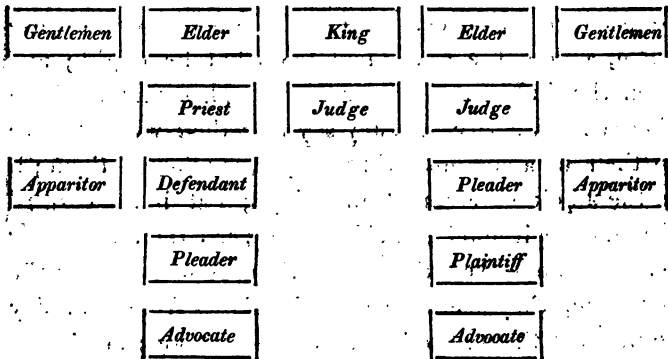 Gentlemen Elder King Elder Gentlemen
Priest Judge Judge
Apparitor Defendant Pleader Apparitor
Pleader Plaintiff
Advocate Advocate